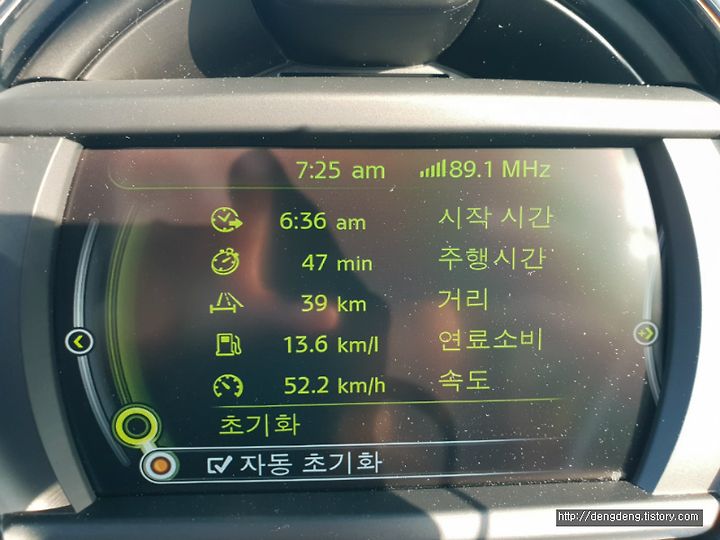 7:25 am 89.1 MHz
6:36 am 시작 시간
47 min 주행시간
39 km 거리
13.6 km/l 연료소비
52.2 km/h 속도
초기화
자동 초기화
http://dengdeng.tistory.com